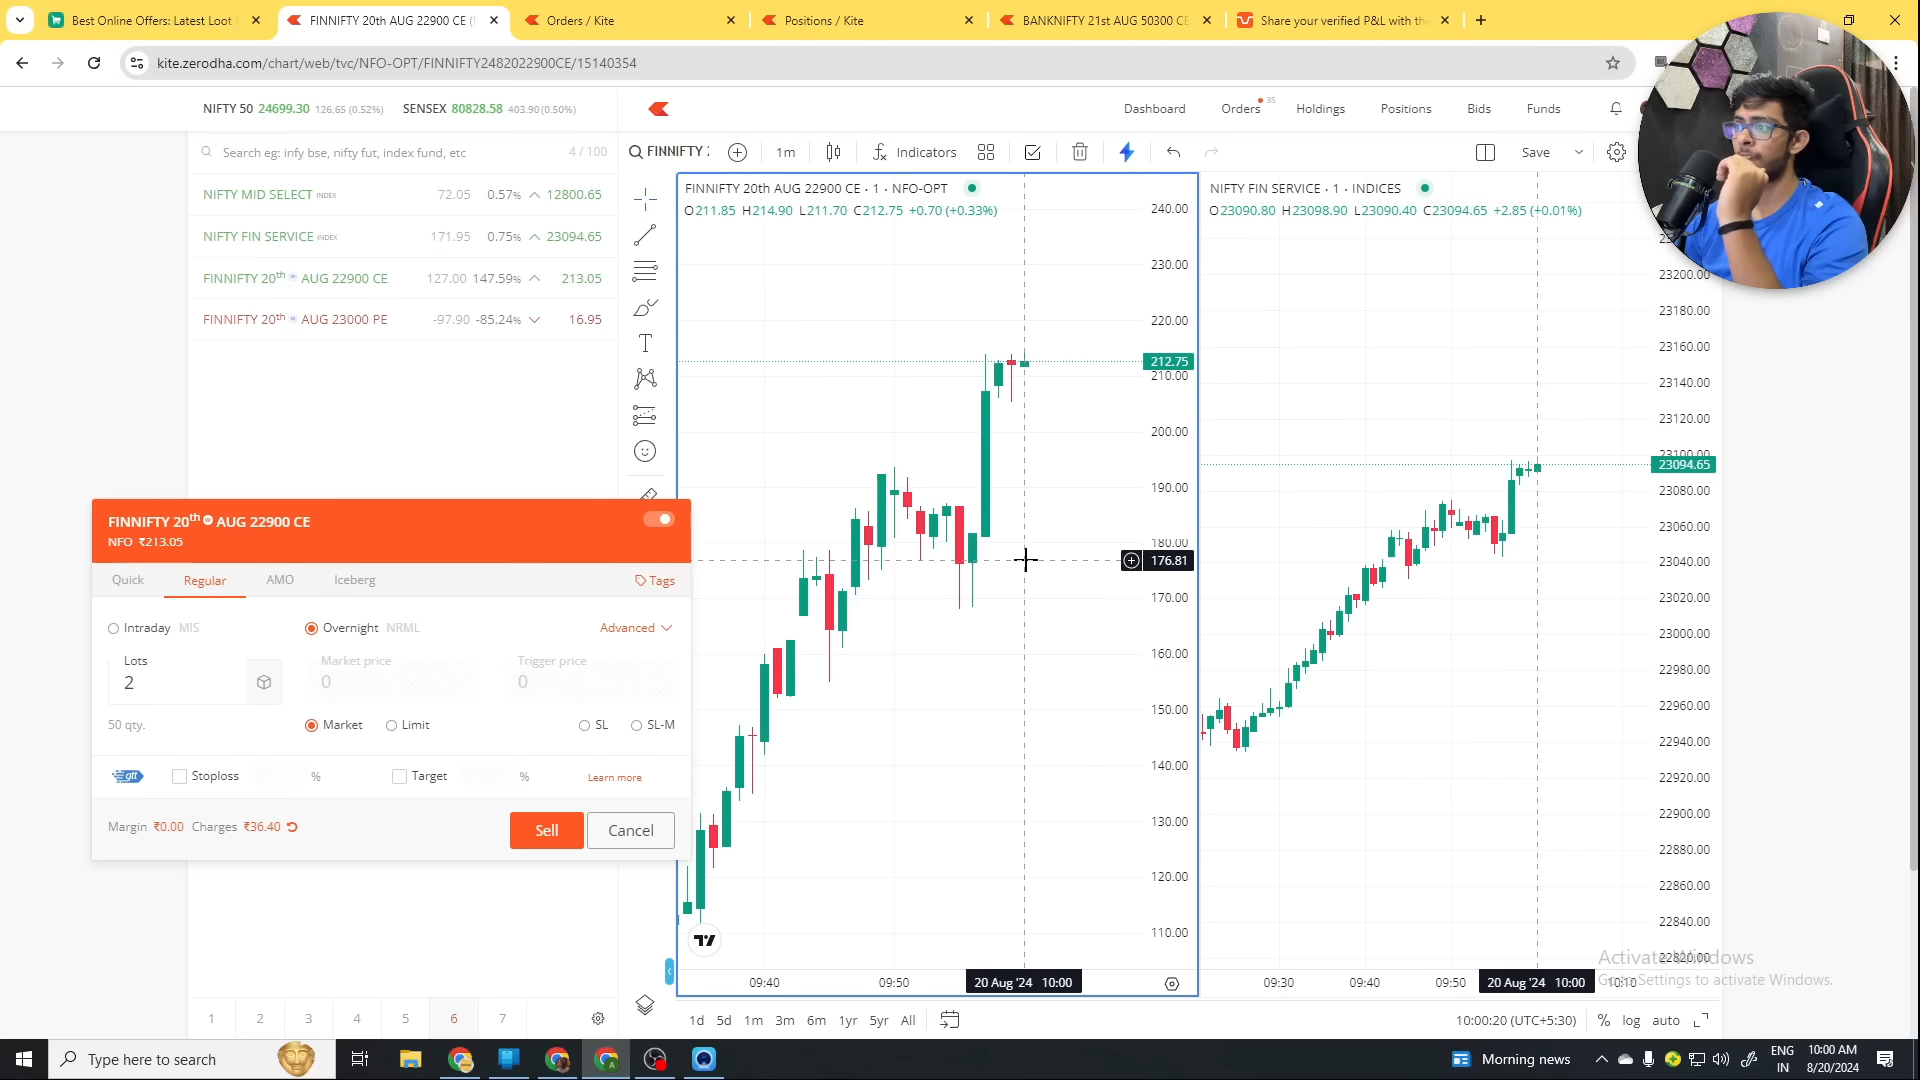 Best Online Offers: Latest Loot
FINNIFTY 20th AUG 22900 CE (
Orders / Kite
Positions / Kite
BANKNIFTY 21st AUG 50300 CE
Share your verified P&L with the
kite.zerodha.com/chart/web/tvc/NFO-OPT/FINNIFTY2482022900CE/15140354
NIFTY 50 24699.30 126.65 (0.52%) SENSEX 80828.58 403.90 (0.50%)
Dashboard Orders 35 Holdings Positions Bids Funds
Search eg: infy bse, nifty fut, index fund, etc 4 / 100
NIFTY MID SELECT INDEX 72.05 0.57% 12800.65
NIFTY FIN SERVICE INDEX 171.95 0.75% 23094.65
FINNIFTY 20th AUG 22900 CE 127.00 147.59% 213.05
FINNIFTY 20th AUG 23000 PE -97.90 -85.24% 16.95
FINNIFTY 1m Indicators Save
FINNIFTY 20th AUG 22900 CE · 1 · NFO-OPT
O211.85 H214.90 L211.70 C212.75 +0.70 (+0.33%)
240.00
230.00
220.00
212.75
210.00
200.00
190.00
180.00
176.81
170.00
160.00
150.00
140.00
130.00
120.00
110.00
09:40 09:50 20 Aug '24 10:00
NIFTY FIN SERVICE · 1 · INDICES
O23090.80 H23098.90 L23090.40 C23094.65 +2.85 (+0.01%)
23200.00
23180.00
23160.00
23140.00
23120.00
23100.00
23094.65
23080.00
23060.00
23040.00
23020.00
23000.00
22980.00
22960.00
22940.00
22920.00
22900.00
22880.00
22860.00
22840.00
22820.00
09:30 09:40 09:50 20 Aug '24 10:00 10:10
FINNIFTY 20th W AUG 22900 CE
NFO ₹213.05
Quick Regular AMO Iceberg Tags
Intraday MIS Overnight NRML Advanced
Lots Market price Trigger price
2 0 0
50 qty. Market Limit SL SL-M
gtt Stoploss % Target % Learn more
Margin ₹0.00 Charges ₹36.40 Sell Cancel
1 2 3 4 5 6 7
1d 5d 1m 3m 6m 1yr 5yr All 10:00:20 (UTC+5:30) % log auto
Activate Windows
Go to Settings to activate Windows.
Type here to search Morning news
ENG
IN
10:00 AM
8/20/2024